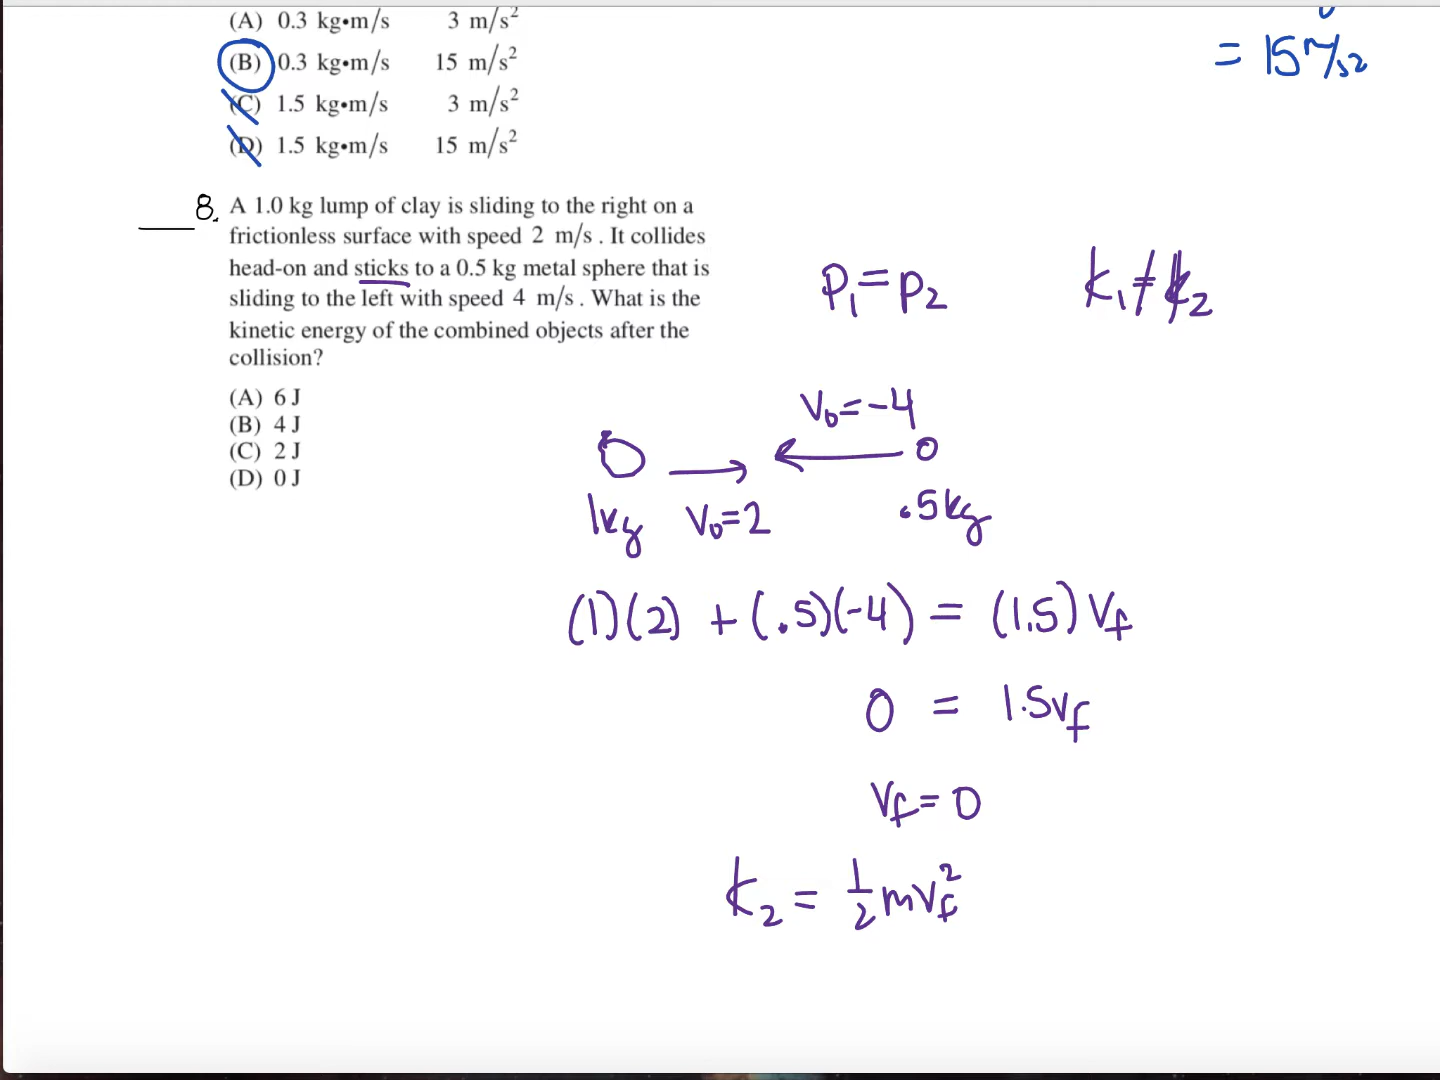 (A) 0.3 kg•m/s 3 m/s²
(B) 0.3 kg•m/s 15 m/s²
(C) 1.5 kg•m/s 3 m/s²
(D) 1.5 kg•m/s 15 m/s²
= 15 m/s2
8. A 1.0 kg lump of clay is sliding to the right on a
frictionless surface with speed 2 m/s . It collides
head-on and sticks to a 0.5 kg metal sphere that is
sliding to the left with speed 4 m/s . What is the
kinetic energy of the combined objects after the
collision?
(A) 6 J
(B) 4 J
(C) 2 J
(D) 0 J
P₁ = P₂
K₁ ≠ K₂
V₀ = -4
1kg V₀=2
.5kg
(1)(2) + (.5)(-4) = (1.5) Vf
0 = 1.5vf
Vf = 0
K₂ = ½ mVf²